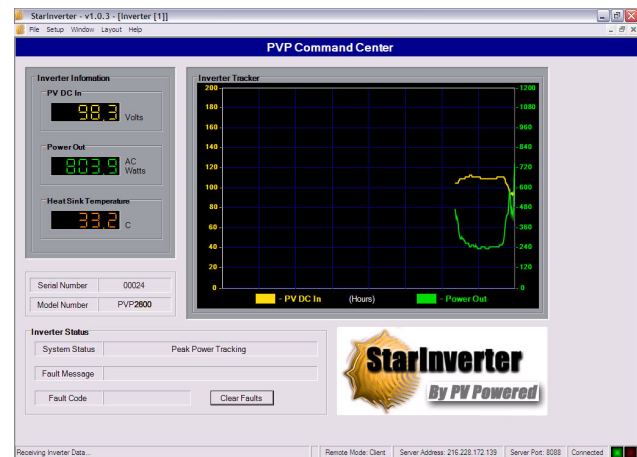 StarInverter - v1.0.3 - [Inverter [1]]
File Setup Window Layout Help
PVP Command Center
Inverter Infomation
PV DC In
98.3 Volts
Power Out
803.9 AC Watts
Heat Sink Temperature
33.2 C
Serial Number 00024
Model Number PVP2600
Inverter Tracker
200 1200
180 1080
160 960
140 840
120 720
100 600
80 480
60 360
40 240
20 120
0 0
- PV DC In (Hours) - Power Out
Inverter Status
System Status Peak Power Tracking
Fault Message
Fault Code Clear Faults
StarInverter
By PV Powered
Receiving Inverter Data... Remote Mode: Client Server Address: 216.228.172.139 Server Port: 8088 Connected